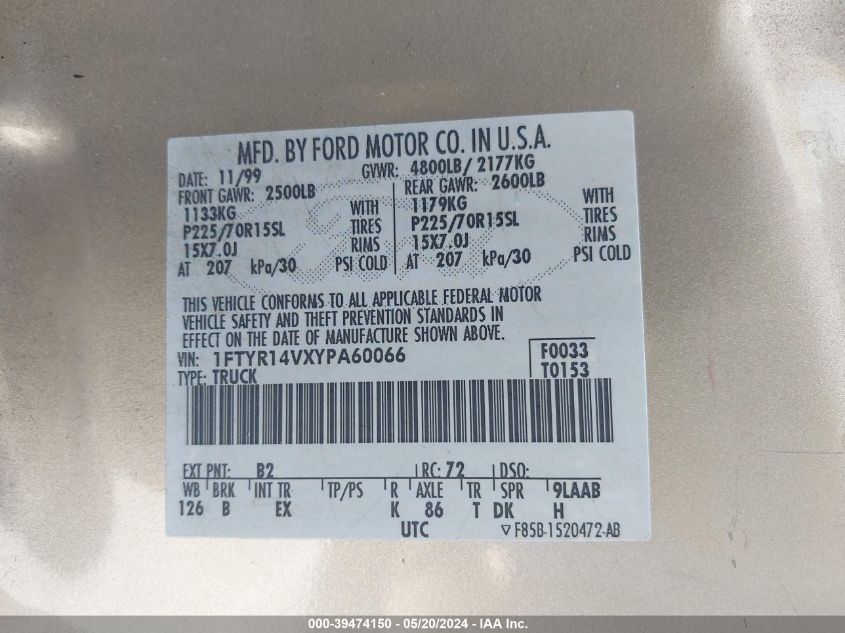 MFD. BY FORD MOTOR CO. IN U.S.A.
DATE: 11/99 GVWR: 4800LB/ 2177KG
FRONT GAWR: 2500LB REAR GAWR: 2600LB
1133KG WITH 1179KG WITH
P225/70R15SL TIRES P225/70R15SL TIRES
15X7.0J RIMS 15X7.0J RIMS
AT 207 kPa/30 PSI COLD AT 207 kPa/30 PSI COLD
THIS VEHICLE CONFORMS TO ALL APPLICABLE FEDERAL MOTOR
VEHICLE SAFETY AND THEFT PREVENTION STANDARDS IN
EFFECT ON THE DATE OF MANUFACTURE SHOWN ABOVE.
VIN: 1FTYR14VXYPA60066 F0033
TYPE: TRUCK T0153
EXT PNT: B2 RC: 72 DSO:
WB BRK INT TR TP/PS R AXLE TR SPR 9LAAB
126 B EX K 86 T DK H
UTC ▽F85B-1520472-AB
000-39474150 - 05/20/2024 - IAA Inc.